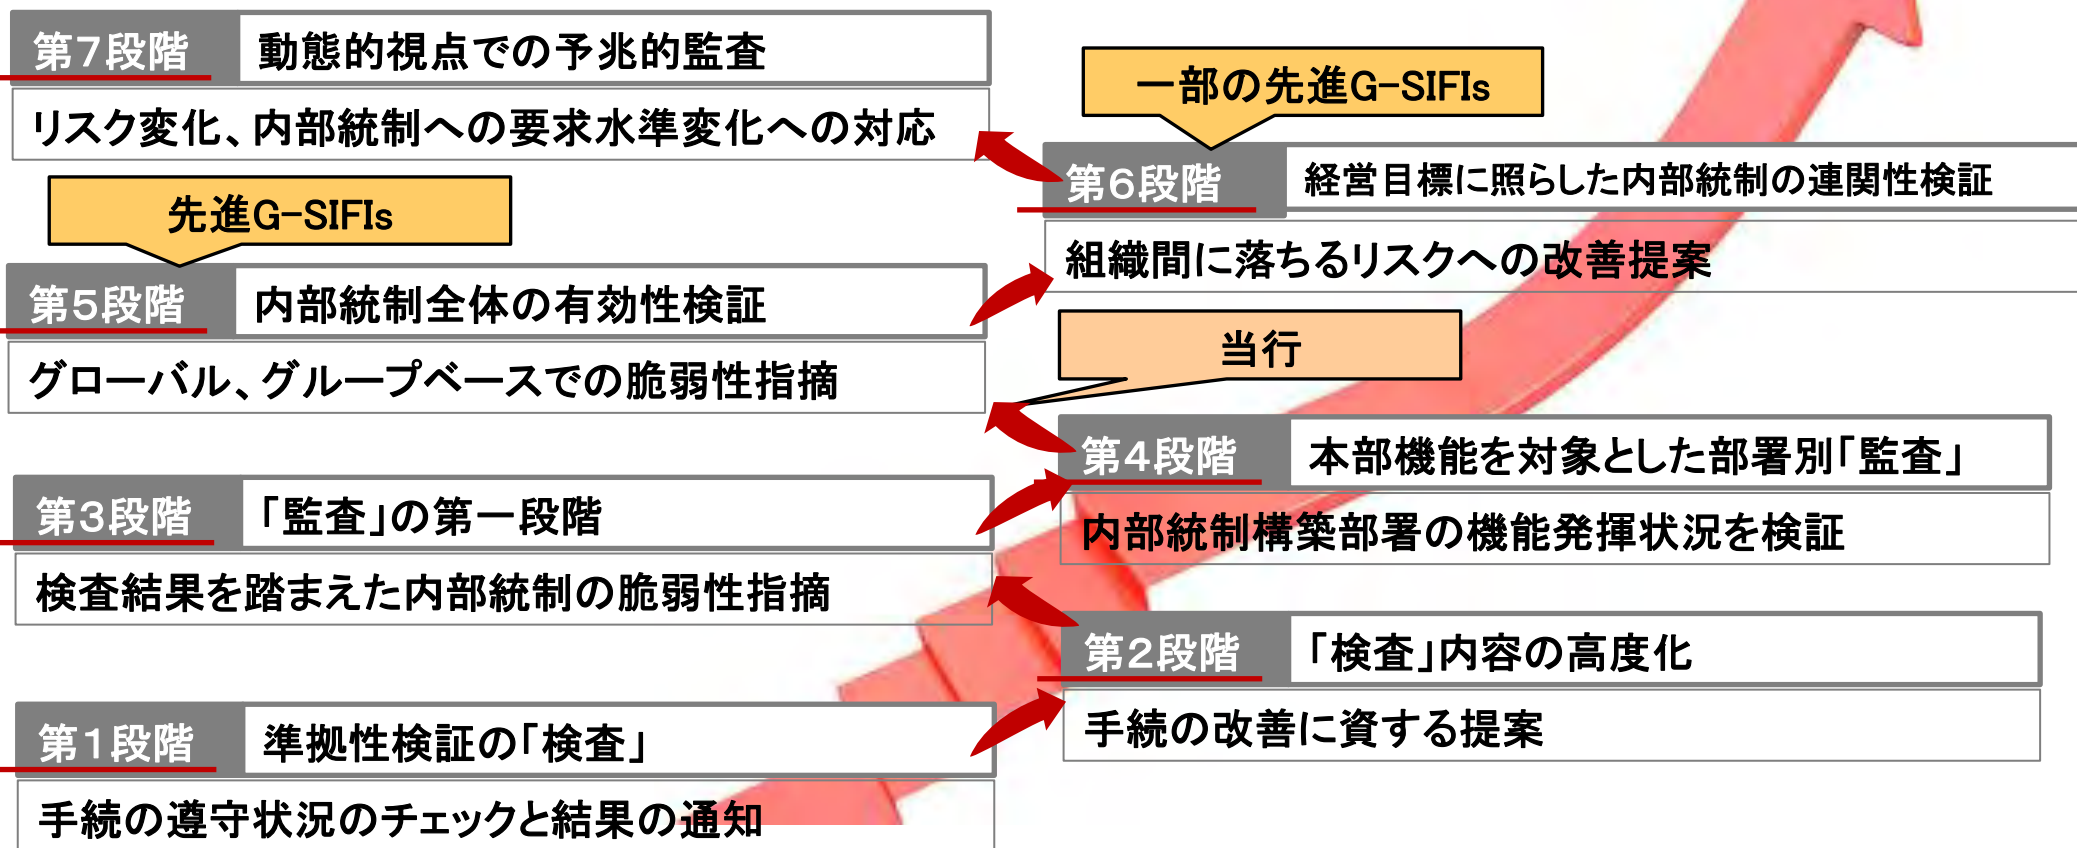 第7段階 動態的視点での予兆的監査
リスク変化、内部統制への要求水準変化への対応
一部の先進G-SIFIs
第6段階 経営目標に照らした内部統制の連関性検証
組織間に落ちるリスクへの改善提案
先進G-SIFIs
第5段階 内部統制全体の有効性検証
グローバル、グループベースでの脆弱性指摘
当行
第4段階 本部機能を対象とした部署別「監査」
内部統制構築部署の機能発揮状況を検証
第3段階 「監査」の第一段階
検査結果を踏まえた内部統制の脆弱性指摘
第2段階 「検査」内容の高度化
手続の改善に資する提案
第1段階 準拠性検証の「検査」
手続の遵守状況のチェックと結果の通知